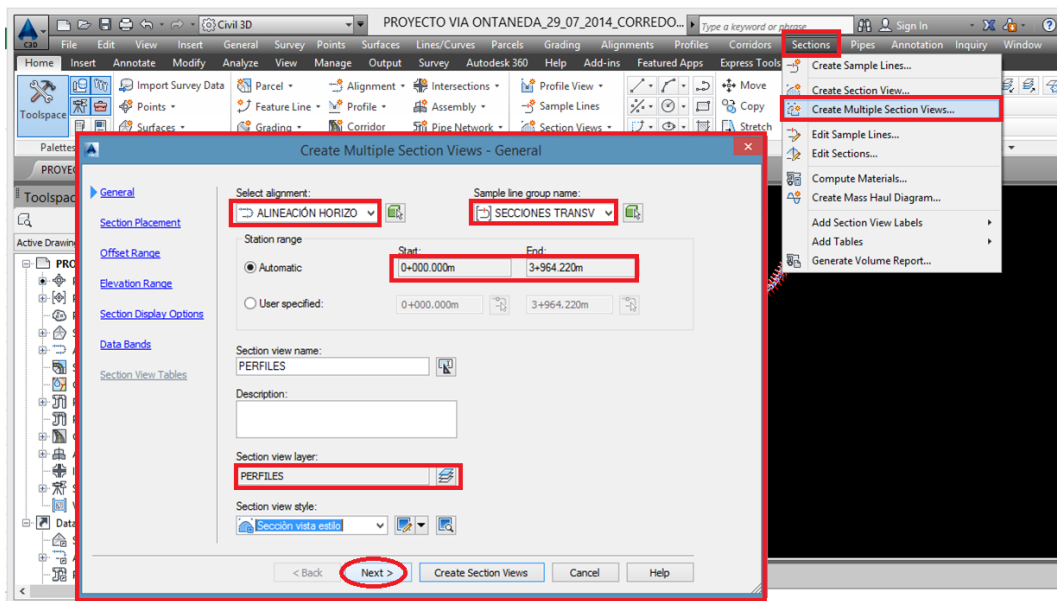 Civil 3D
PROYECTO VIA ONTANEDA_29_07_2014_CORREDO...
Type a keyword or phrase
Sign In
C3D
File Edit View Insert General Survey Points Surfaces Lines/Curves Parcels Grading Alignments Profiles Corridors Sections Pipes Annotation Inquiry Window
Home Insert Annotate Modify Analyze View Manage Output Survey Autodesk 360 Help Add-ins Featured Apps Express Tools
Toolspace
Import Survey Data
Points
Surfaces
Parcel
Feature Line
Grading
Alignment
Profile
Corridor
Intersections
Assembly
Pipe Network
Profile View
Sample Lines
Section Views
Move
Copy
Stretch
Create Sample Lines...
Create Section View...
Create Multiple Section Views...
Edit Sample Lines...
Edit Sections...
Compute Materials...
Create Mass Haul Diagram...
Add Section View Labels
Add Tables
Generate Volume Report...
Palettes
PROYE
Toolspac
Active Drawin
PRO
Data
Create Multiple Section Views - General
General
Section Placement
Offset Range
Elevation Range
Section Display Options
Data Bands
Section View Tables
Select alignment:
ALINEACIÓN HORIZO
Sample line group name:
SECCIONES TRANSV
Station range
Start:
End:
Automatic
0+000.000m
3+964.220m
User specified:
0+000.000m
3+964.220m
Section view name:
PERFILES
Description:
Section view layer:
PERFILES
Section view style:
Sección vista estilo
< Back
Next >
Create Section Views
Cancel
Help